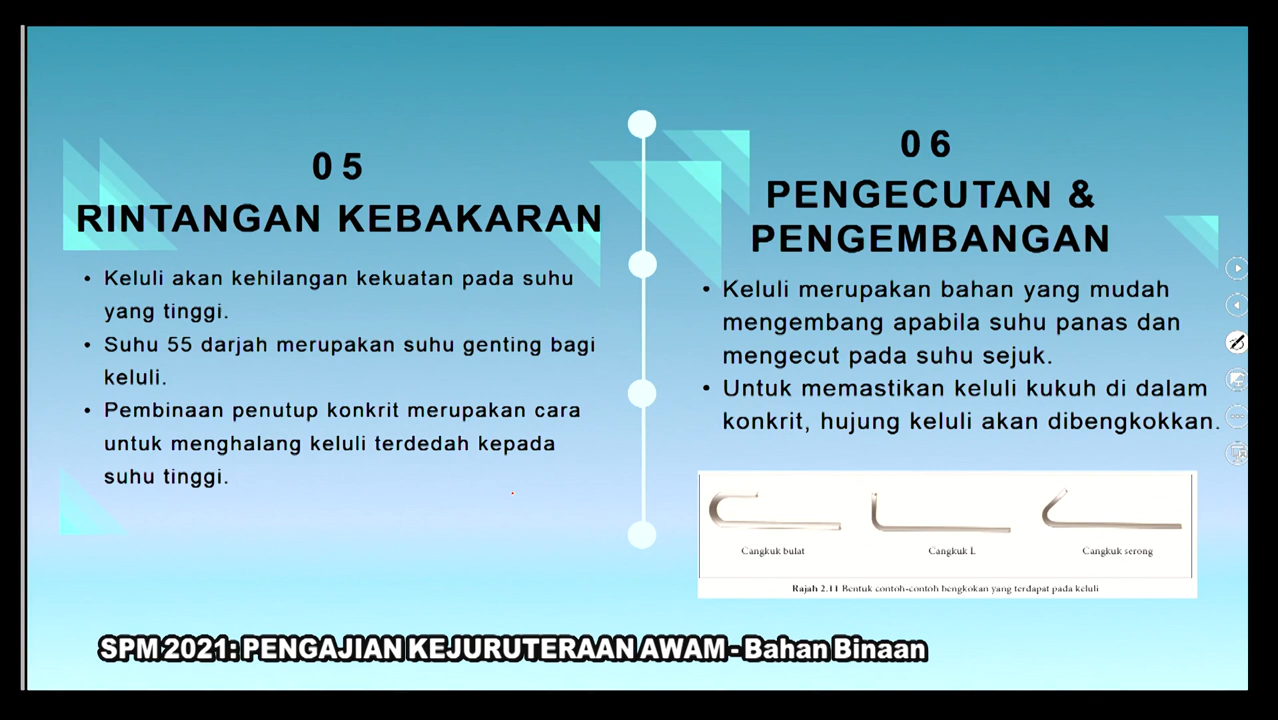 05
RINTANGAN KEBAKARAN
• Keluli akan kehilangan kekuatan pada suhu
yang tinggi.
• Suhu 55 darjah merupakan suhu genting bagi
keluli.
• Pembinaan penutup konkrit merupakan cara
untuk menghalang keluli terdedah kepada
suhu tinggi.
06
PENGECUTAN &
PENGEMBANGAN
• Keluli merupakan bahan yang mudah
mengembang apabila suhu panas dan
mengecut pada suhu sejuk.
• Untuk memastikan keluli kukuh di dalam
konkrit, hujung keluli akan dibengkokkan.
Cangkuk bulat
Cangkuk L
Cangkuk serong
Rajah 2.11 Bentuk contoh-contoh bengkokan yang terdapat pada keluli
SPM 2021: PENGAJIAN KEJURUTERAAN AWAM - Bahan Binaan